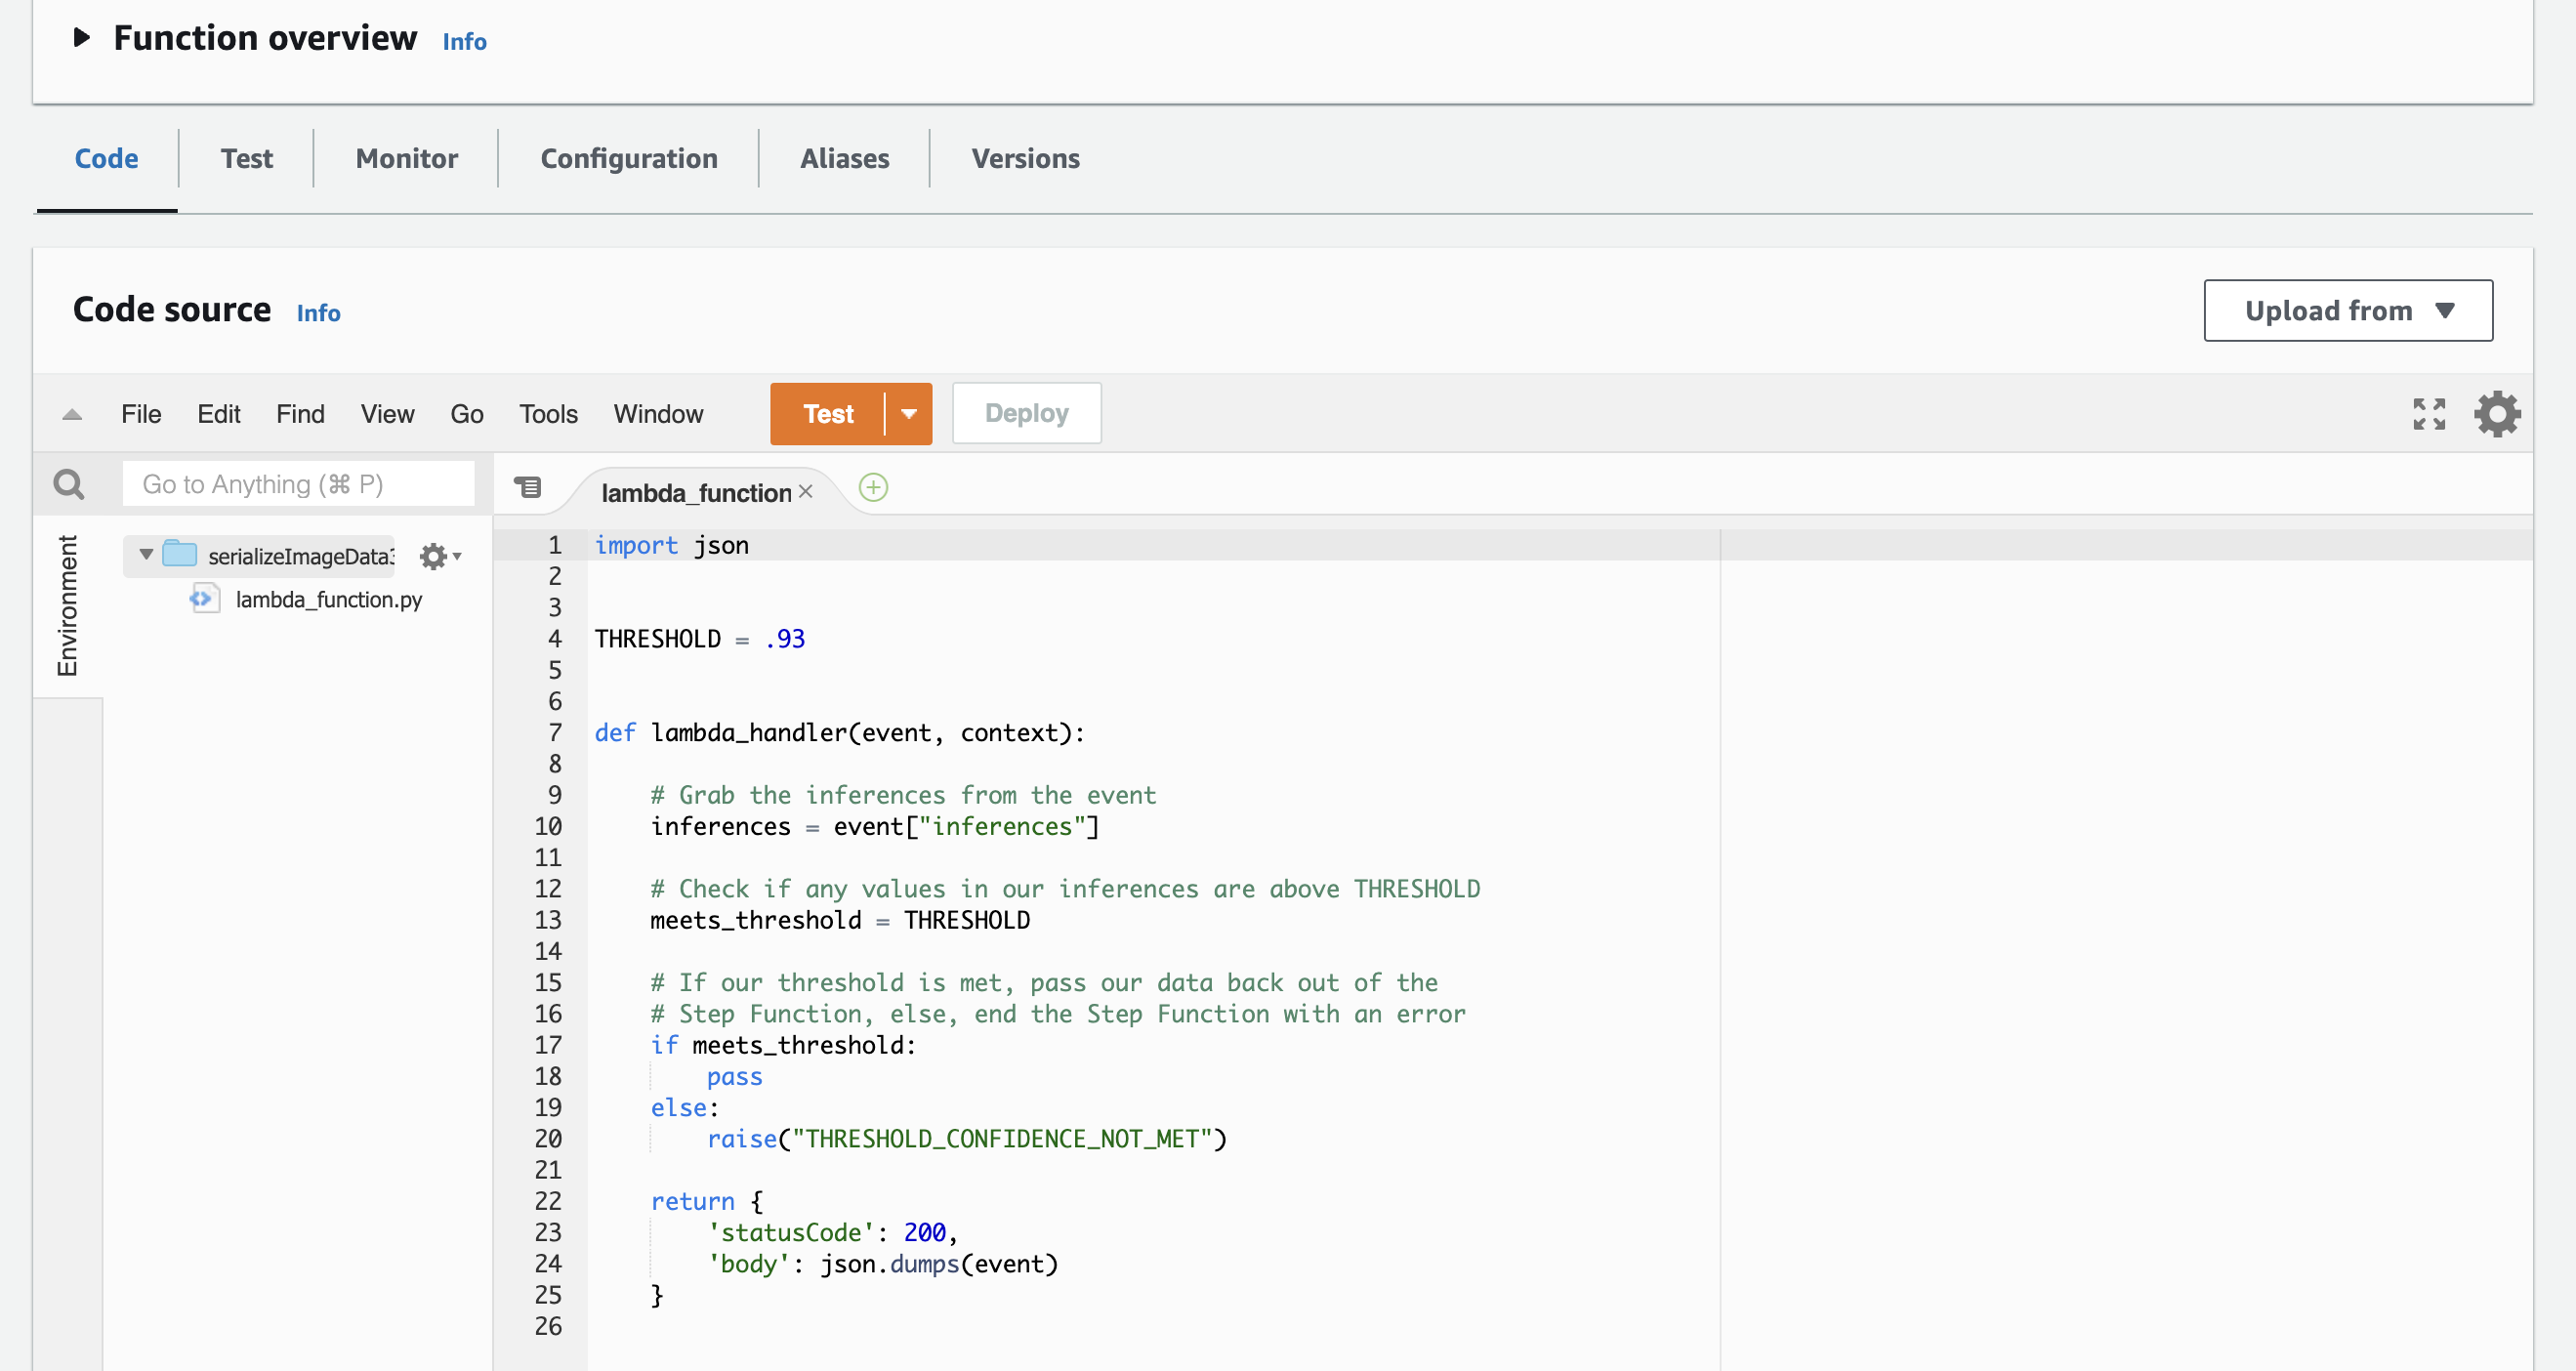 Function overview Info
Code Test Monitor Configuration Aliases Versions
Code source Info
Upload from
File Edit Find View Go Tools Window Test Deploy
Go to Anything (⌘ P)
lambda_function
Environment
serializeImageData3
lambda_function.py
1 import json
2
3
4 THRESHOLD = .93
5
6
7 def lambda_handler(event, context):
8
9     # Grab the inferences from the event
10     inferences = event["inferences"]
11
12     # Check if any values in our inferences are above THRESHOLD
13     meets_threshold = THRESHOLD
14
15     # If our threshold is met, pass our data back out of the
16     # Step Function, else, end the Step Function with an error
17     if meets_threshold:
18         pass
19     else:
20         raise("THRESHOLD_CONFIDENCE_NOT_MET")
21
22     return {
23         'statusCode': 200,
24         'body': json.dumps(event)
25     }
26